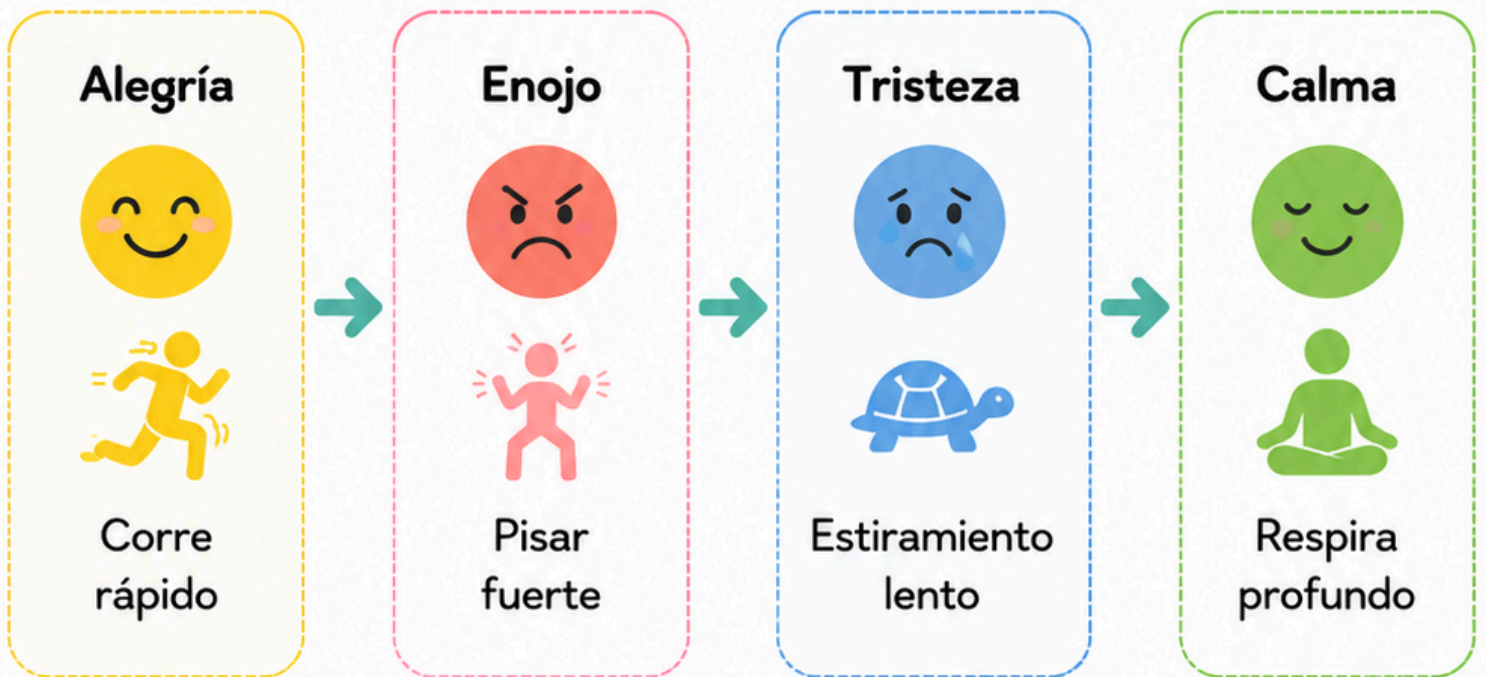 Alegría
Corre
rápido
Enojo
Pisar
fuerte
Tristeza
Estiramiento
lento
Calma
Respira
profundo